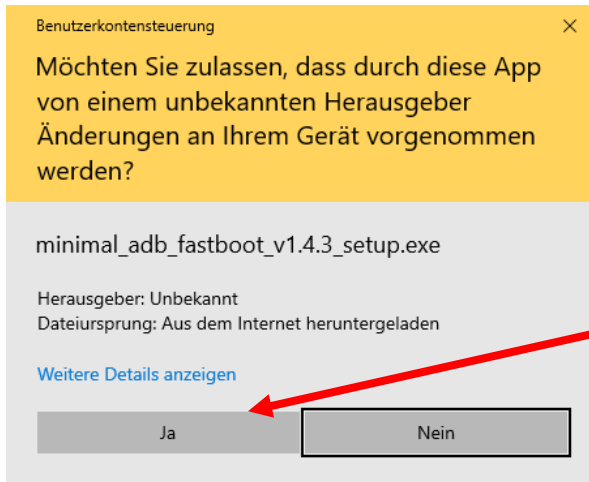 Benutzerkontensteuerung
Möchten Sie zulassen, dass durch diese App
von einem unbekannten Herausgeber
Änderungen an Ihrem Gerät vorgenommen
werden?
minimal_adb_fastboot_v1.4.3_setup.exe
Herausgeber: Unbekannt
Dateiursprung: Aus dem Internet heruntergeladen
Weitere Details anzeigen
Ja Nein